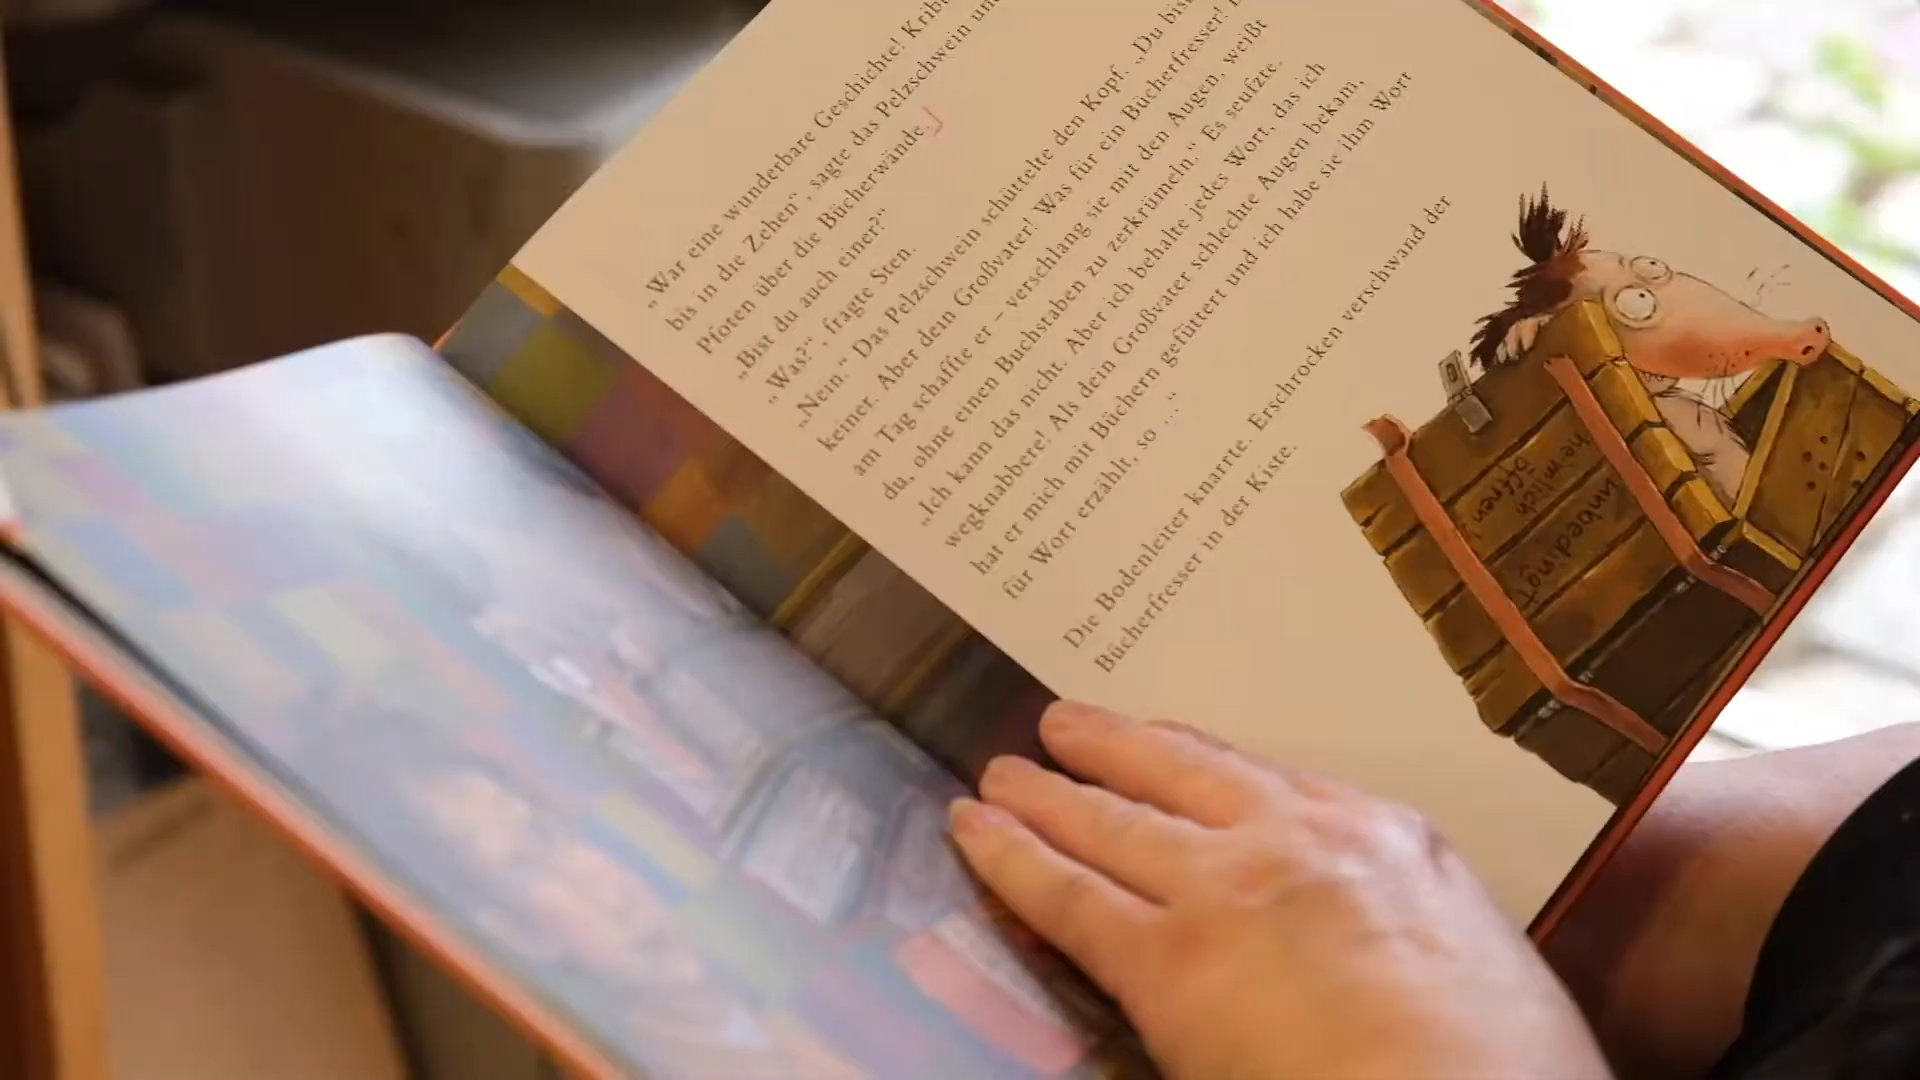 „War eine wunderbare Geschichte!
bis in die Zehen“, sagte das Pelzschwein und
Pfoten über die Bücherwände.
„Bist du auch einer?“
„Was?“, fragte Sten.
„Nein.“ Das Pelzschwein schüttelte den Kopf. „Du bist
keiner. Aber dein Großvater! Was für ein Bücherfresser!
am Tag schaffte er – verschlang sie mit den Augen, weißt
du, ohne einen Buchstaben zu zerkrümeln.“ Es seufzte.
„Ich kann das nicht. Aber ich behalte jedes Wort, das ich
wegknabbere! Als dein Großvater schlechte Augen bekam,
hat er mich mit Büchern gefüttert und ich habe sie ihm Wort
für Wort erzählt, so ...“
Die Bodenleiter knarrte. Erschrocken verschwand der
Bücherfresser in der Kiste.
unbedingt
heimlich
öffnen